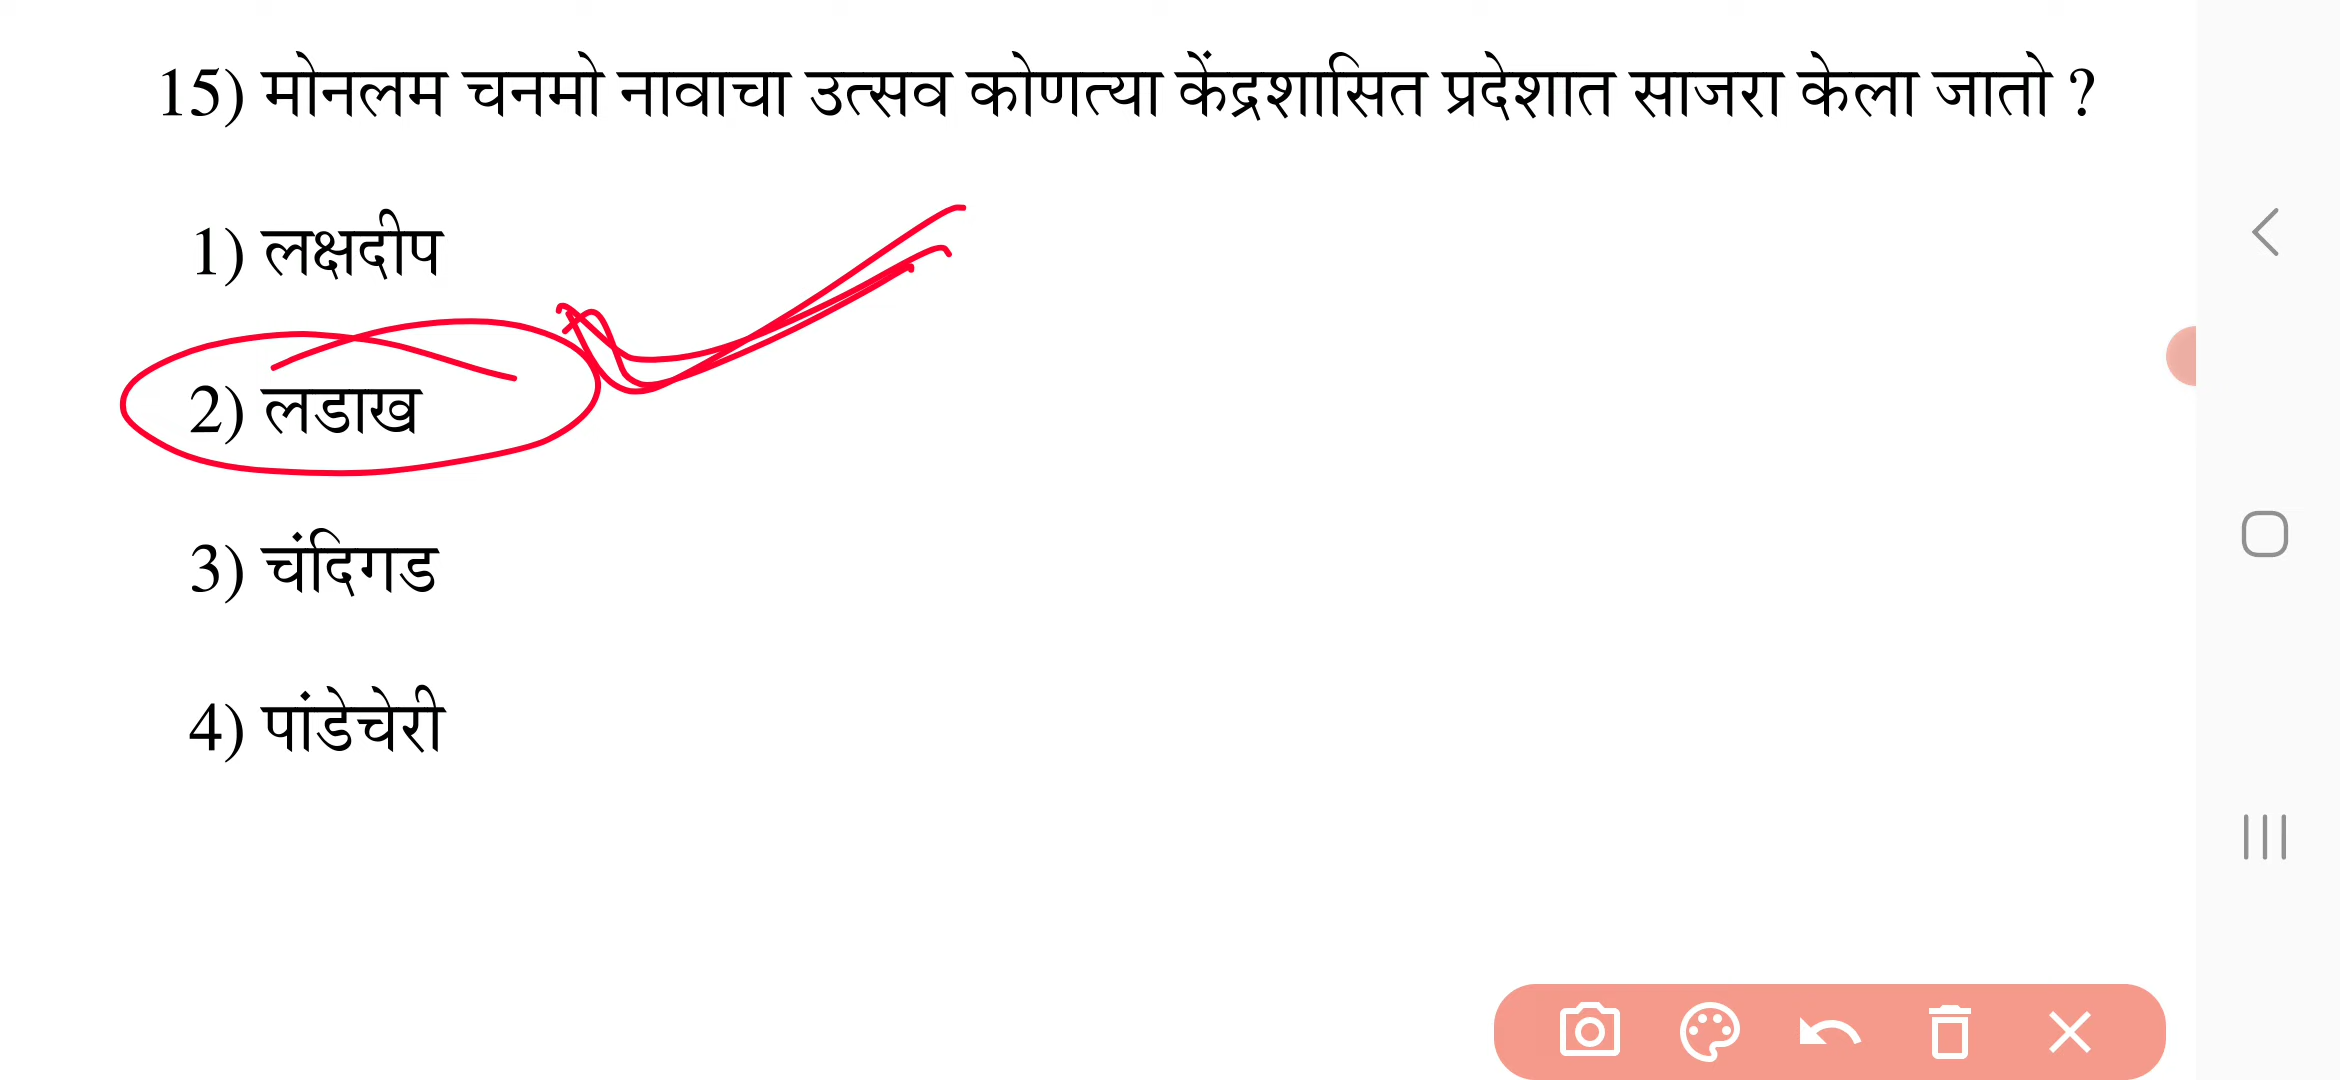 15) मोनलम चनमो नावाचा उत्सव कोणत्या केंद्रशासित प्रदेशात साजरा केला जातो ?
1) लक्षदीप
2) लडाख
3) चंदिगड
4) पांडेचेरी